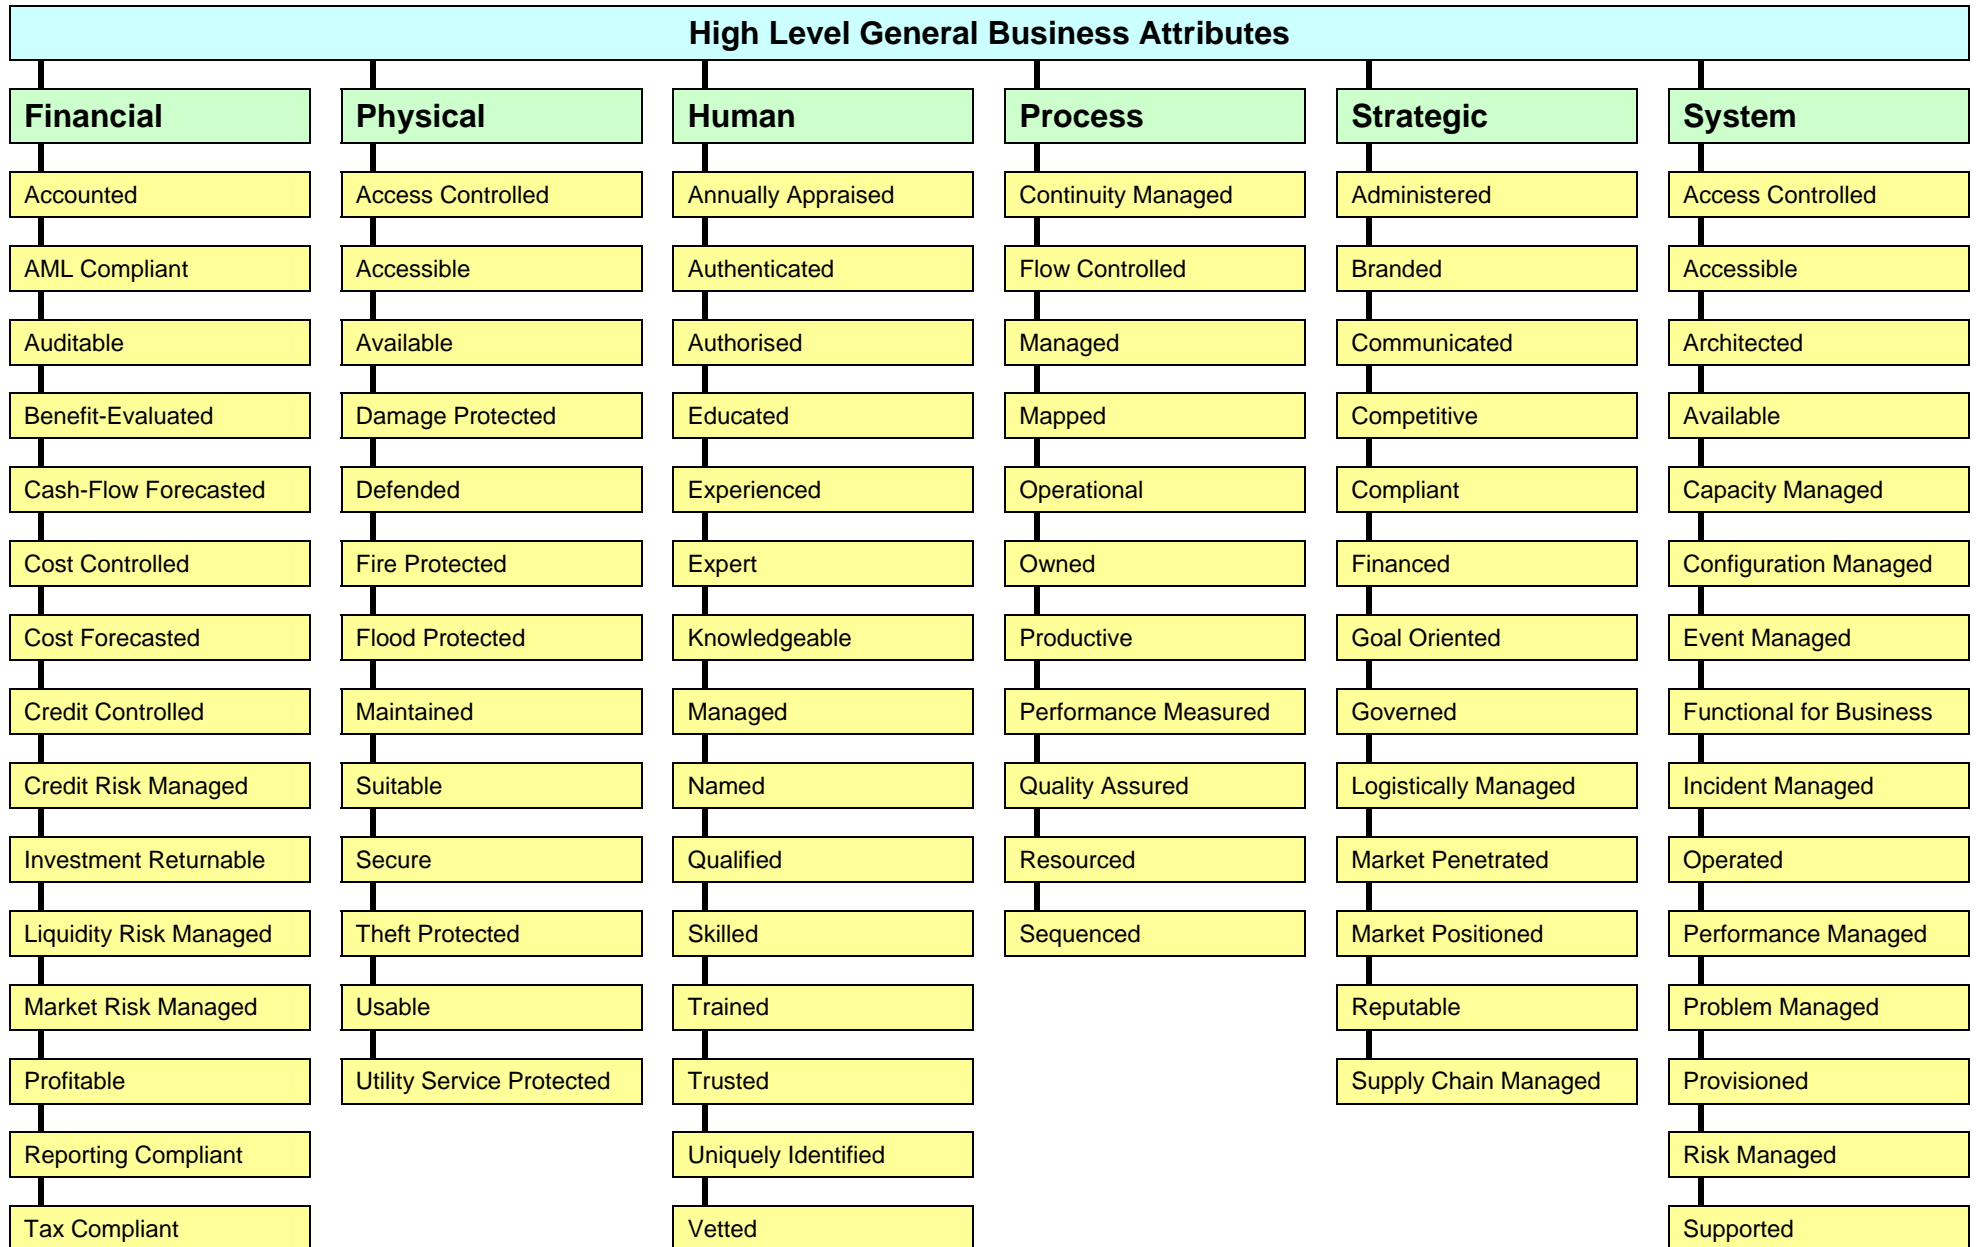 High Level General Business Attributes
Financial
Accounted
AML Compliant
Auditable
Benefit-Evaluated
Cash-Flow Forecasted
Cost Controlled
Cost Forecasted
Credit Controlled
Credit Risk Managed
Investment Returnable
Liquidity Risk Managed
Market Risk Managed
Profitable
Reporting Compliant
Tax Compliant
Physical
Access Controlled
Accessible
Available
Damage Protected
Defended
Fire Protected
Flood Protected
Maintained
Suitable
Secure
Theft Protected
Usable
Utility Service Protected
Human
Annually Appraised
Authenticated
Authorised
Educated
Experienced
Expert
Knowledgeable
Managed
Named
Qualified
Skilled
Trained
Trusted
Uniquely Identified
Vetted
Process
Continuity Managed
Flow Controlled
Managed
Mapped
Operational
Owned
Productive
Performance Measured
Quality Assured
Resourced
Sequenced
Strategic
Administered
Branded
Communicated
Competitive
Compliant
Financed
Goal Oriented
Governed
Logistically Managed
Market Penetrated
Market Positioned
Reputable
Supply Chain Managed
System
Access Controlled
Accessible
Architected
Available
Capacity Managed
Configuration Managed
Event Managed
Functional for Business
Incident Managed
Operated
Performance Managed
Problem Managed
Provisioned
Risk Managed
Supported